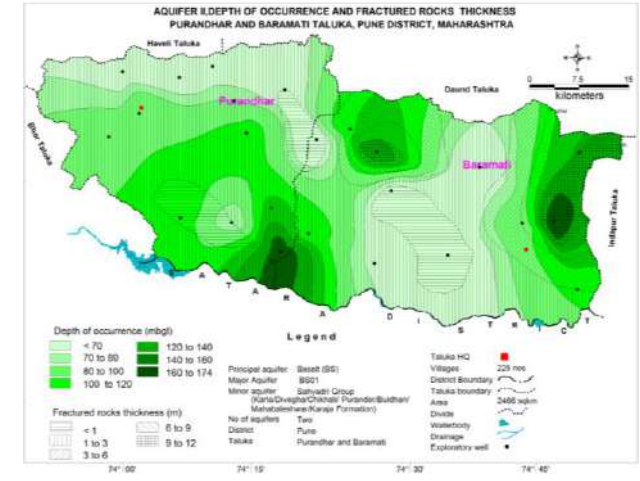 AQUIFER II,DEPTH OF OCCURRENCE AND FRACTURED ROCKS THICKNESS
PURANDHAR AND BARAMATI TALUKA, PUNE DISTRICT, MAHARASHTRA
Haveli Taluka
Daund Taluka
0 7.5 15
kilometers
Purandhar
Baramati
Bhor Taluka
Indapur Taluka
S A T A R A D I S T R I C T
Legend
Depth of occurrence (mbgl)
< 70
70 to 80
80 to 100
100 to 120
120 to 140
140 to 160
160 to 174
Fractured rocks thickness (m)
< 1
1 to 3
3 to 6
6 to 9
9 to 12
Principal aquifer Basalt (BS)
Major Aquifer BS01
Minor aquifer Sahyadri Group
(Karla/Diveghat/Chikhali/ Purandar/Buldhan/
Mahabaleshwar/Karaje Formation)
No of aquifers Two
District Pune
Taluka Purandhar and Baramati
Taluka HQ
Villages 228 nos
District Boundary
Taluka boundary
Area 2466 sqkm
Divide
Waterbody
Drainage
Exploratory well
74° :00' 74° :15' 74° : 30' 74° : 40'